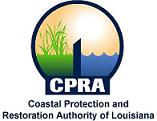 CPRA
Coastal Protection and
Restoration Authority of Louisiana